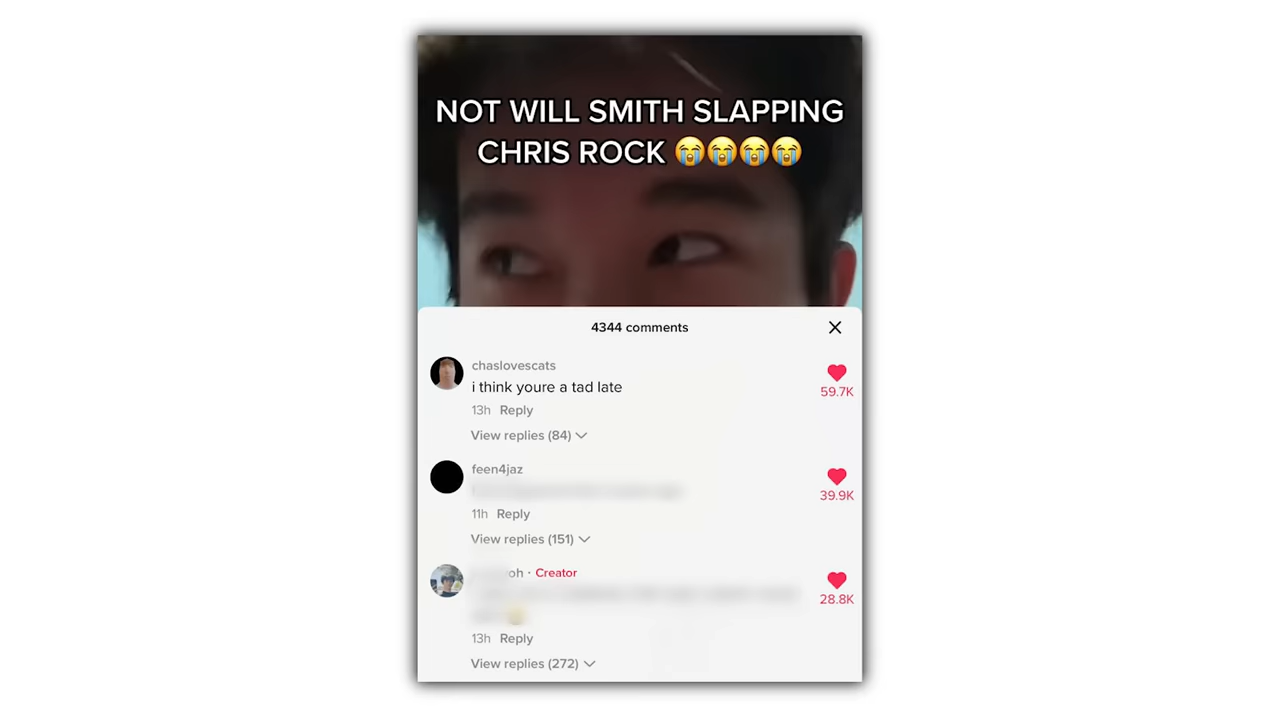 NOT WILL SMITH SLAPPING
CHRIS ROCK 😭😭😭😭
4344 comments
chaslovescats
i think youre a tad late
59.7K
13h Reply
View replies (84)
feen4jaz
39.9K
11h Reply
View replies (151)
oh · Creator
28.8K
13h Reply
View replies (272)